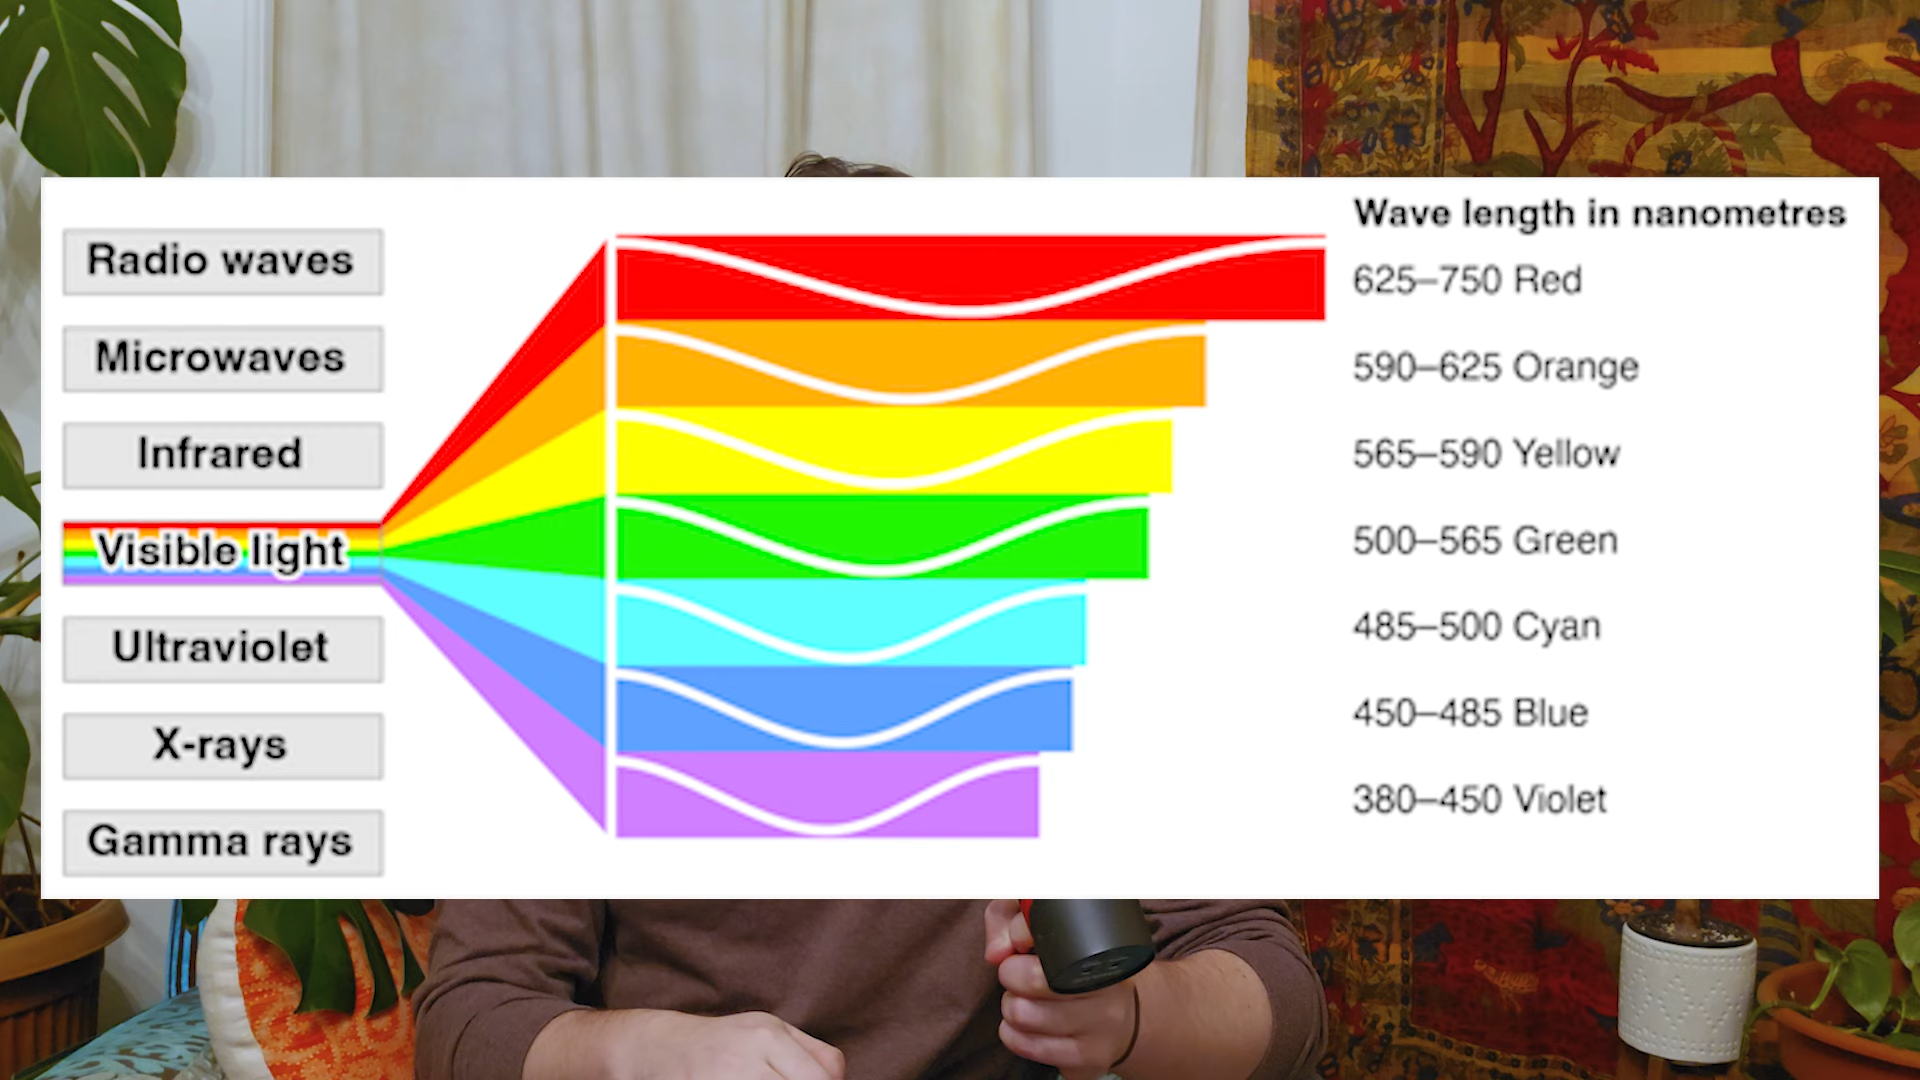 Radio waves
Microwaves
Infrared
Visible light
Ultraviolet
X-rays
Gamma rays
Wave length in nanometres
625–750 Red
590–625 Orange
565–590 Yellow
500–565 Green
485–500 Cyan
450–485 Blue
380–450 Violet